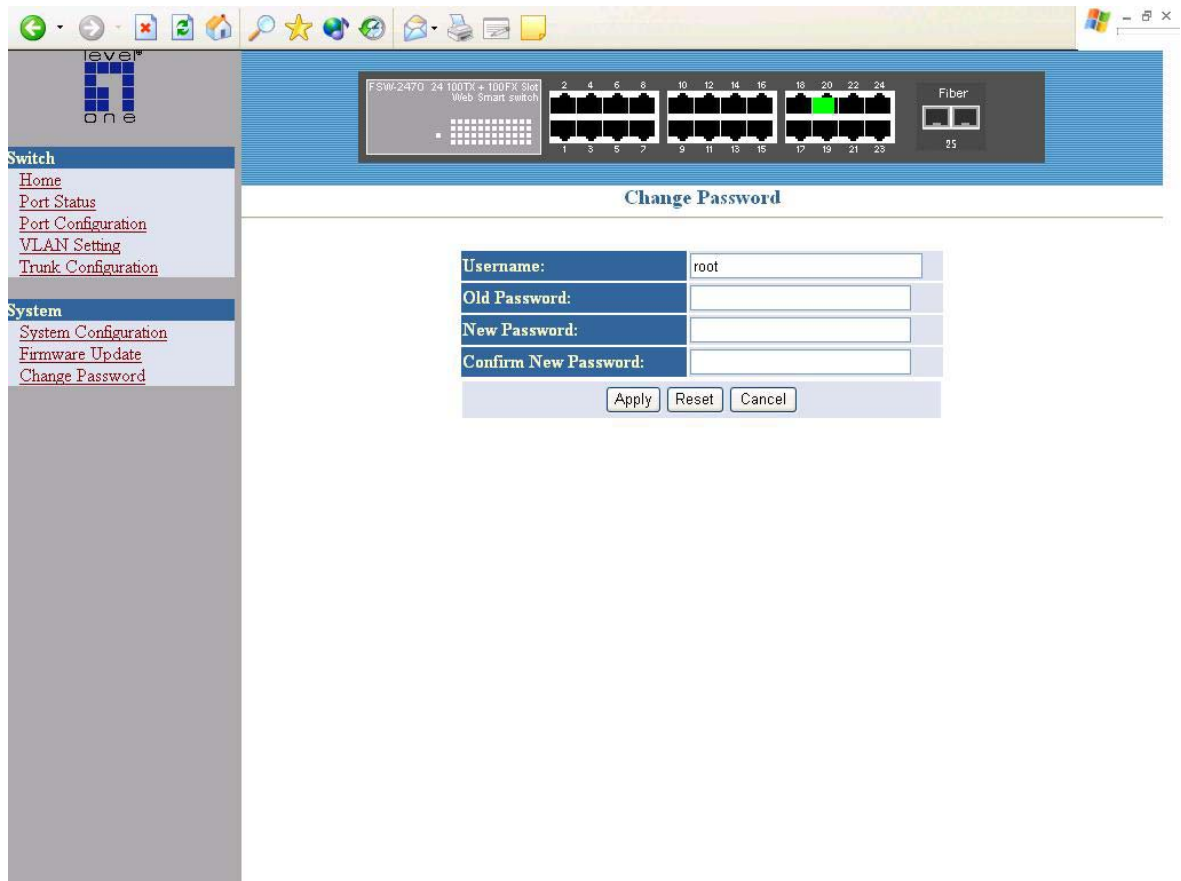 level®
one
Switch
Home
Port Status
Port Configuration
VLAN Setting
Trunk Configuration
System
System Configuration
Firmware Update
Change Password
FSW-2470 24 100TX + 100FX Slot
Web Smart switch
2 4 6 8 10 12 14 16 18 20 22 24
1 3 5 7 9 11 13 15 17 19 21 23
Fiber
25
Change Password
Username: root
Old Password:
New Password:
Confirm New Password:
Apply Reset Cancel